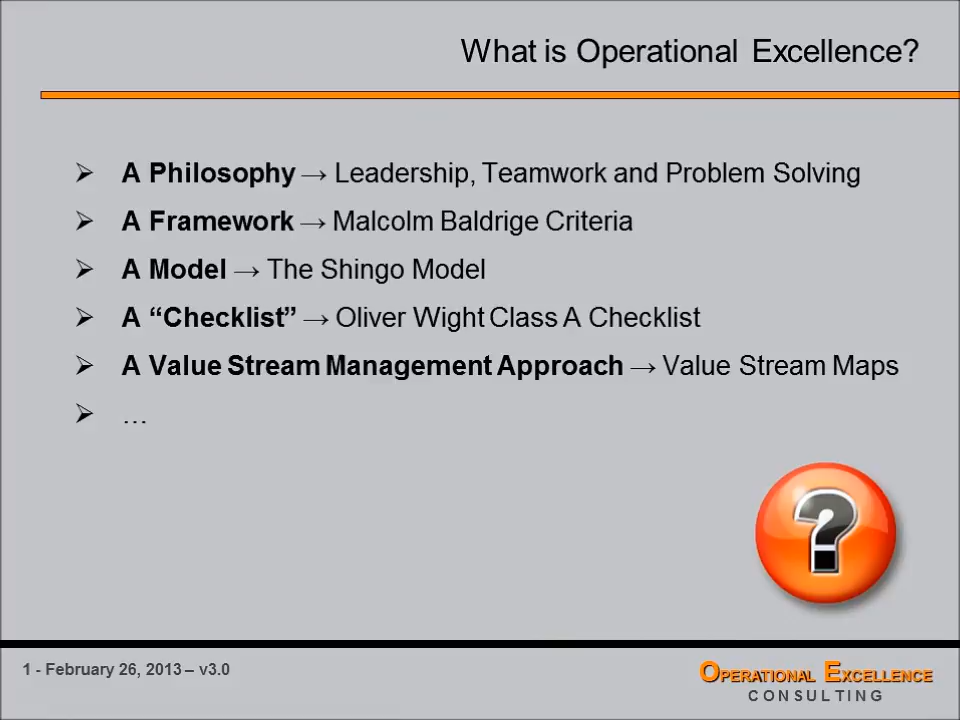 What is Operational Excellence?
➢ A Philosophy → Leadership, Teamwork and Problem Solving
➢ A Framework → Malcolm Baldrige Criteria
➢ A Model → The Shingo Model
➢ A “Checklist” → Oliver Wight Class A Checklist
➢ A Value Stream Management Approach → Value Stream Maps
➢ …
?
1 - February 26, 2013 – v3.0
OPERATIONAL EXCELLENCE
CONSULTING